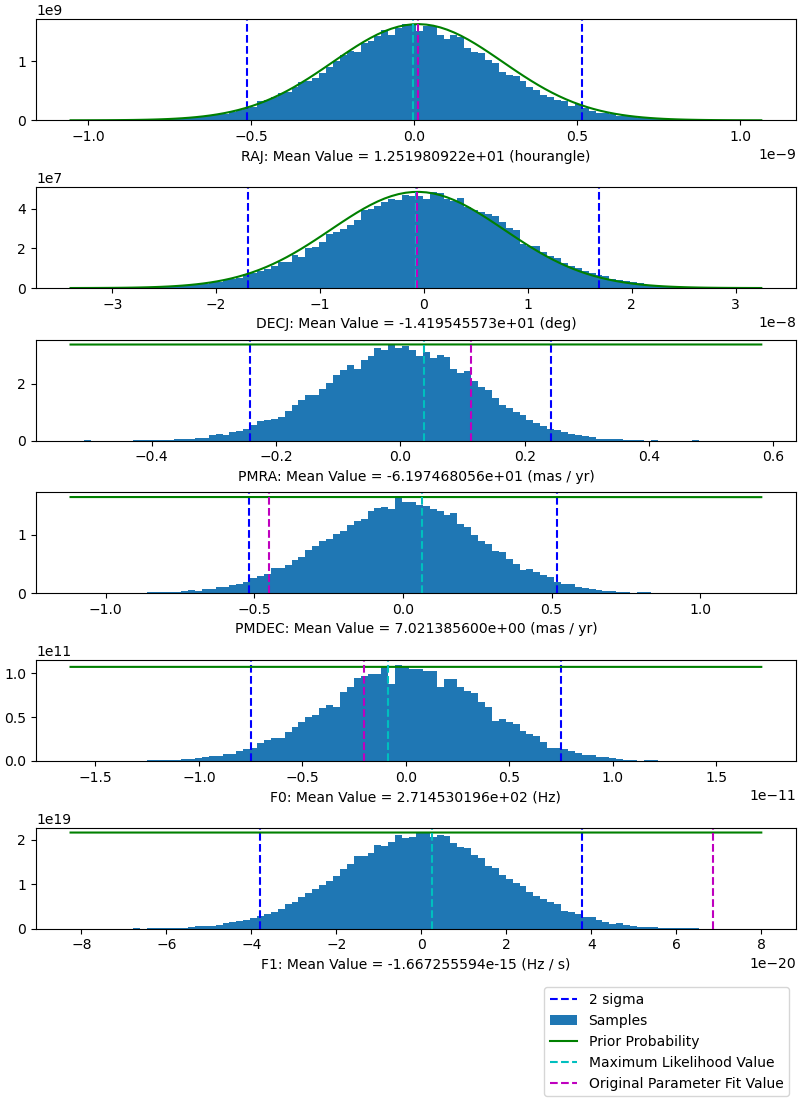 1e9
1
0
−1.0 −0.5 0.0 0.5 1.0
1e−9
RAJ: Mean Value = 1.251980922e+01 (hourangle)
1e7
4
2
0
−3 −2 −1 0 1 2 3
1e−8
DECJ: Mean Value = -1.419545573e+01 (deg)
2
0
−0.4 −0.2 0.0 0.2 0.4 0.6
PMRA: Mean Value = -6.197468056e+01 (mas / yr)
1
0
−1.0 −0.5 0.0 0.5 1.0
PMDEC: Mean Value = 7.021385600e+00 (mas / yr)
1e11
1.0
0.5
0.0
−1.5 −1.0 −0.5 0.0 0.5 1.0 1.5
1e−11
F0: Mean Value = 2.714530196e+02 (Hz)
1e19
2
1
0
−8 −6 −4 −2 0 2 4 6 8
1e−20
F1: Mean Value = -1.667255594e-15 (Hz / s)
2 sigma
Samples
Prior Probability
Maximum Likelihood Value
Original Parameter Fit Value